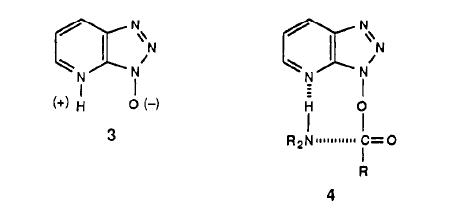 N N
N N
N N
N N
(+) H O (–)
H O
3
R₂N C=O
R
4